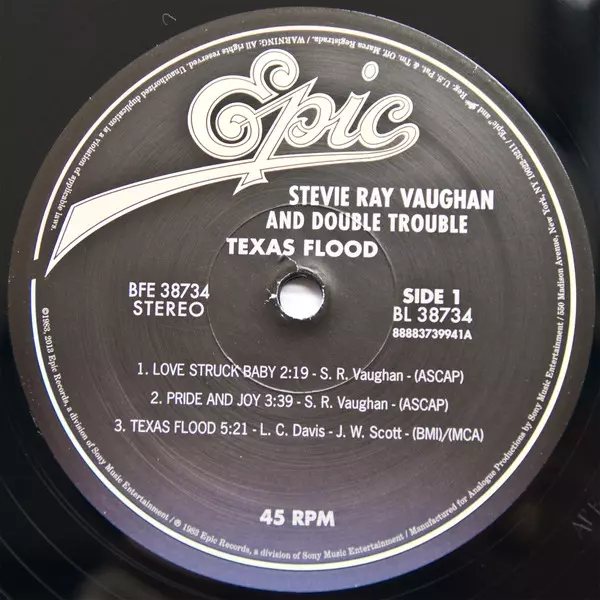 Epic
STEVIE RAY VAUGHAN
AND DOUBLE TROUBLE
TEXAS FLOOD
BFE 38734
STEREO
SIDE 1
BL 38734
88883739941A
1. LOVE STRUCK BABY 2:19 - S. R. Vaughan - (ASCAP)
2. PRIDE AND JOY 3:39 - S. R. Vaughan - (ASCAP)
3. TEXAS FLOOD 5:21 - L. C. Davis - J. W. Scott - (BMI)/(MCA)
45 RPM
©1983, 2013 Epic Records, a division of Sony Music Entertainment / ℗ 1983 Epic Records, a division of Sony Music Entertainment / Manufactured for Analogue Productions by Sony Music Entertainment / 550 Madison Avenue, New York, NY 10022-3211 / "Epic" and Reg. U.S. Pat. & Tm. Off. Marca Registrada. / WARNING: All rights reserved. Unauthorized duplication is a violation of applicable laws.